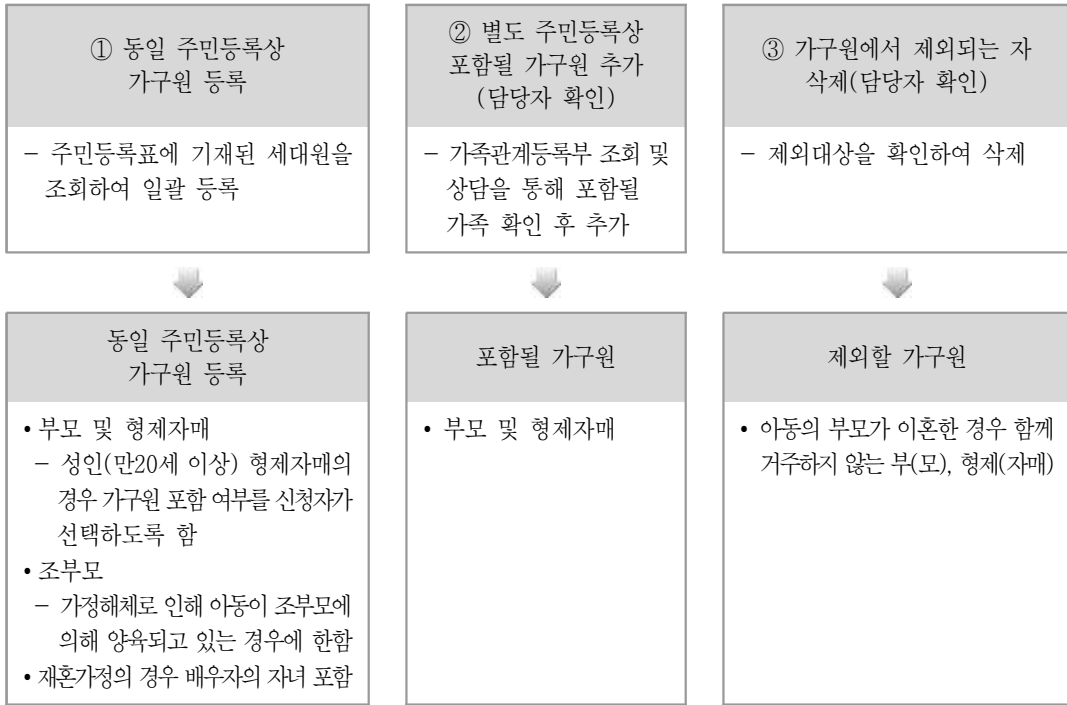 ① 동일 주민등록상
가구원 등록
- 주민등록표에 기재된 세대원을
조회하여 일괄 등록
② 별도 주민등록상
포함될 가구원 추가
(담당자 확인)
- 가족관계등록부 조회 및
상담을 통해 포함될
가족 확인 후 추가
③ 가구원에서 제외되는 자
삭제(담당자 확인)
- 제외대상을 확인하여 삭제
동일 주민등록상
가구원 등록
• 부모 및 형제자매
- 성인(만20세 이상) 형제자매의
경우 가구원 포함 여부를 신청자가
선택하도록 함
• 조부모
- 가정해체로 인해 아동이 조부모에
의해 양육되고 있는 경우에 한함
• 재혼가정의 경우 배우자의 자녀 포함
포함될 가구원
• 부모 및 형제자매
제외할 가구원
• 아동의 부모가 이혼한 경우 함께
거주하지 않는 부(모), 형제(자매)